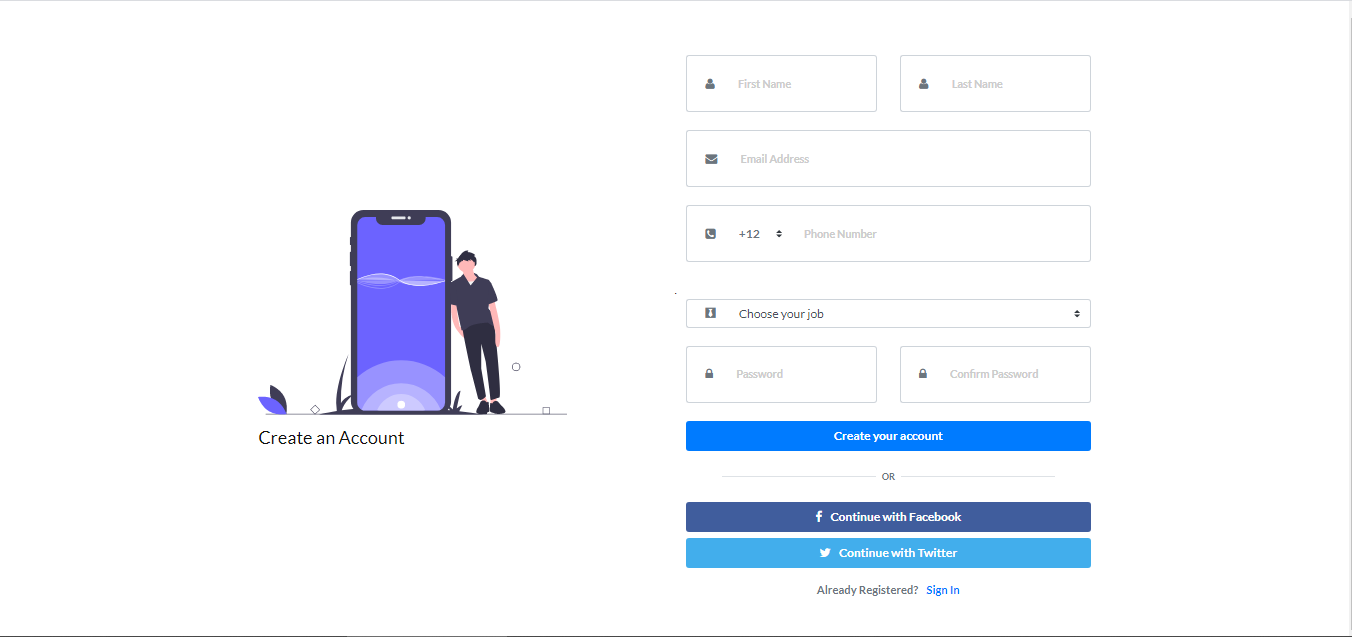 First Name
Last Name
Email Address
+12
Phone Number
.
Choose your job
Password
Confirm Password
Create your account
Create an Account
OR
Continue with Facebook
Continue with Twitter
Already Registered? Sign In